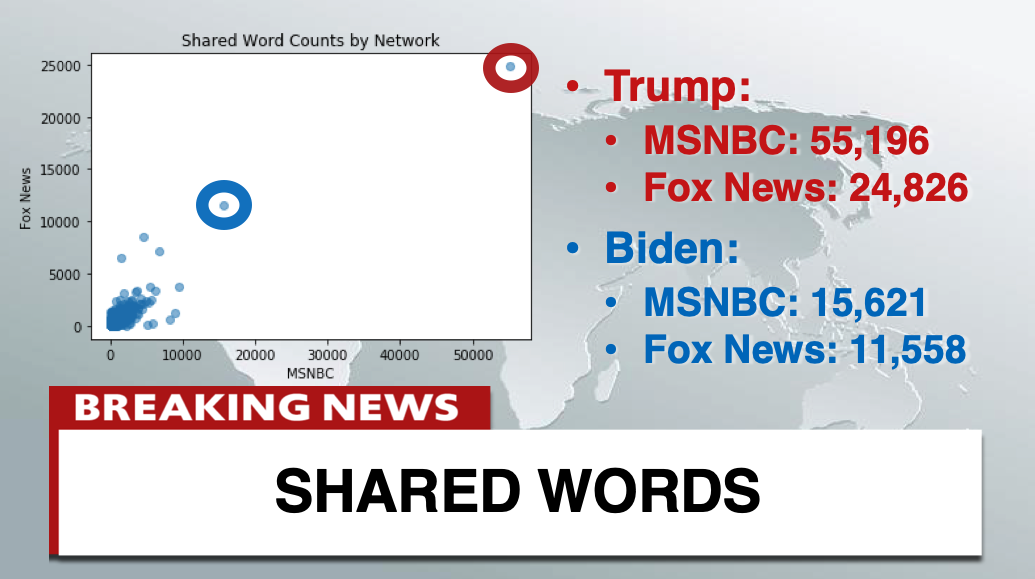 Shared Word Counts by Network
25000
20000
15000
10000
5000
0
Fox News
0 10000 20000 30000 40000 50000
MSNBC
• Trump:
• MSNBC: 55,196
• Fox News: 24,826
• Biden:
• MSNBC: 15,621
• Fox News: 11,558
BREAKING NEWS
SHARED WORDS